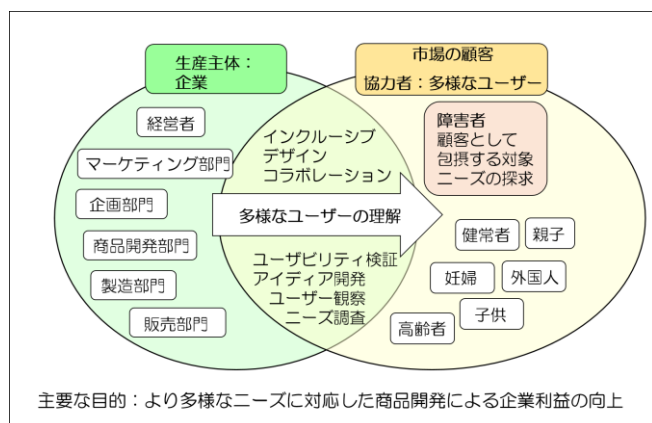 生産主体：
企業
市場の顧客
協力者：多様なユーザー
経営者
マーケティング部門
企画部門
商品開発部門
製造部門
販売部門
インクルーシブ
デザイン
コラボレーション
多様なユーザーの理解
ユーザビリティ検証
アイディア開発
ユーザー観察
ニーズ調査
障害者
顧客として
包摂する対象
ニーズの探求
健常者
親子
妊婦
外国人
高齢者
子供
主要な目的：より多様なニーズに対応した商品開発による企業利益の向上